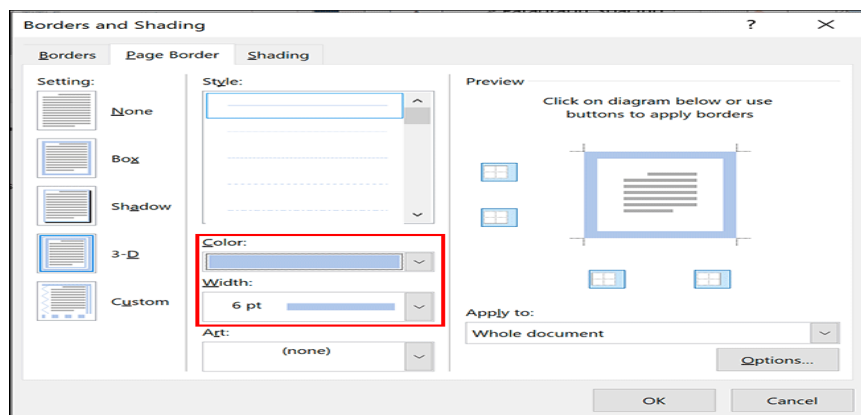 Borders and Shading
?
Borders
Page Border
Shading
Setting:
None
Box
Shadow
3-D
Custom
Style:
Color:
Width:
6 pt
Art:
(none)
Preview
Click on diagram below or use
buttons to apply borders
Apply to:
Whole document
Options...
OK
Cancel